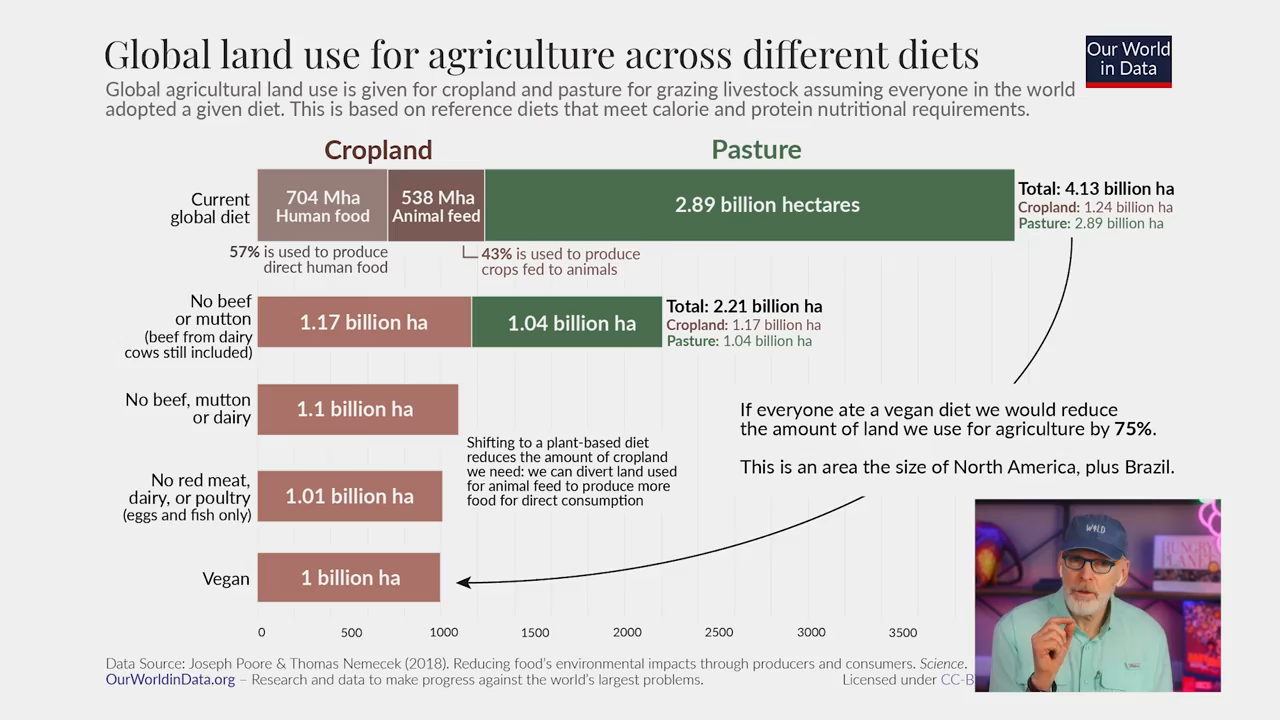 Global land use for agriculture across different diets
Our World
in Data
Global agricultural land use is given for cropland and pasture for grazing livestock assuming everyone in the world
adopted a given diet. This is based on reference diets that meet calorie and protein nutritional requirements.
Cropland
Pasture
Current
global diet
704 Mha
Human food
538 Mha
Animal feed
2.89 billion hectares
Total: 4.13 billion ha
Cropland: 1.24 billion ha
Pasture: 2.89 billion ha
57% is used to produce
direct human food
43% is used to produce
crops fed to animals
No beef
or mutton
(beef from dairy
cows still included)
1.17 billion ha
1.04 billion ha
Total: 2.21 billion ha
Cropland: 1.17 billion ha
Pasture: 1.04 billion ha
No beef, mutton
or dairy
1.1 billion ha
If everyone ate a vegan diet we would reduce
the amount of land we use for agriculture by 75%.
This is an area the size of North America, plus Brazil.
Shifting to a plant-based diet
reduces the amount of cropland
we need: we can divert land used
for animal feed to produce more
food for direct consumption
No red meat,
dairy, or poultry
(eggs and fish only)
1.01 billion ha
Vegan
1 billion ha
0 500 1000 1500 2000 2500 3000 3500
WILD
HUNGRY
PLANET
Data Source: Joseph Poore & Thomas Nemecek (2018). Reducing food's environmental impacts through producers and consumers. Science.
OurWorldinData.org – Research and data to make progress against the world's largest problems.
Licensed under CC-B